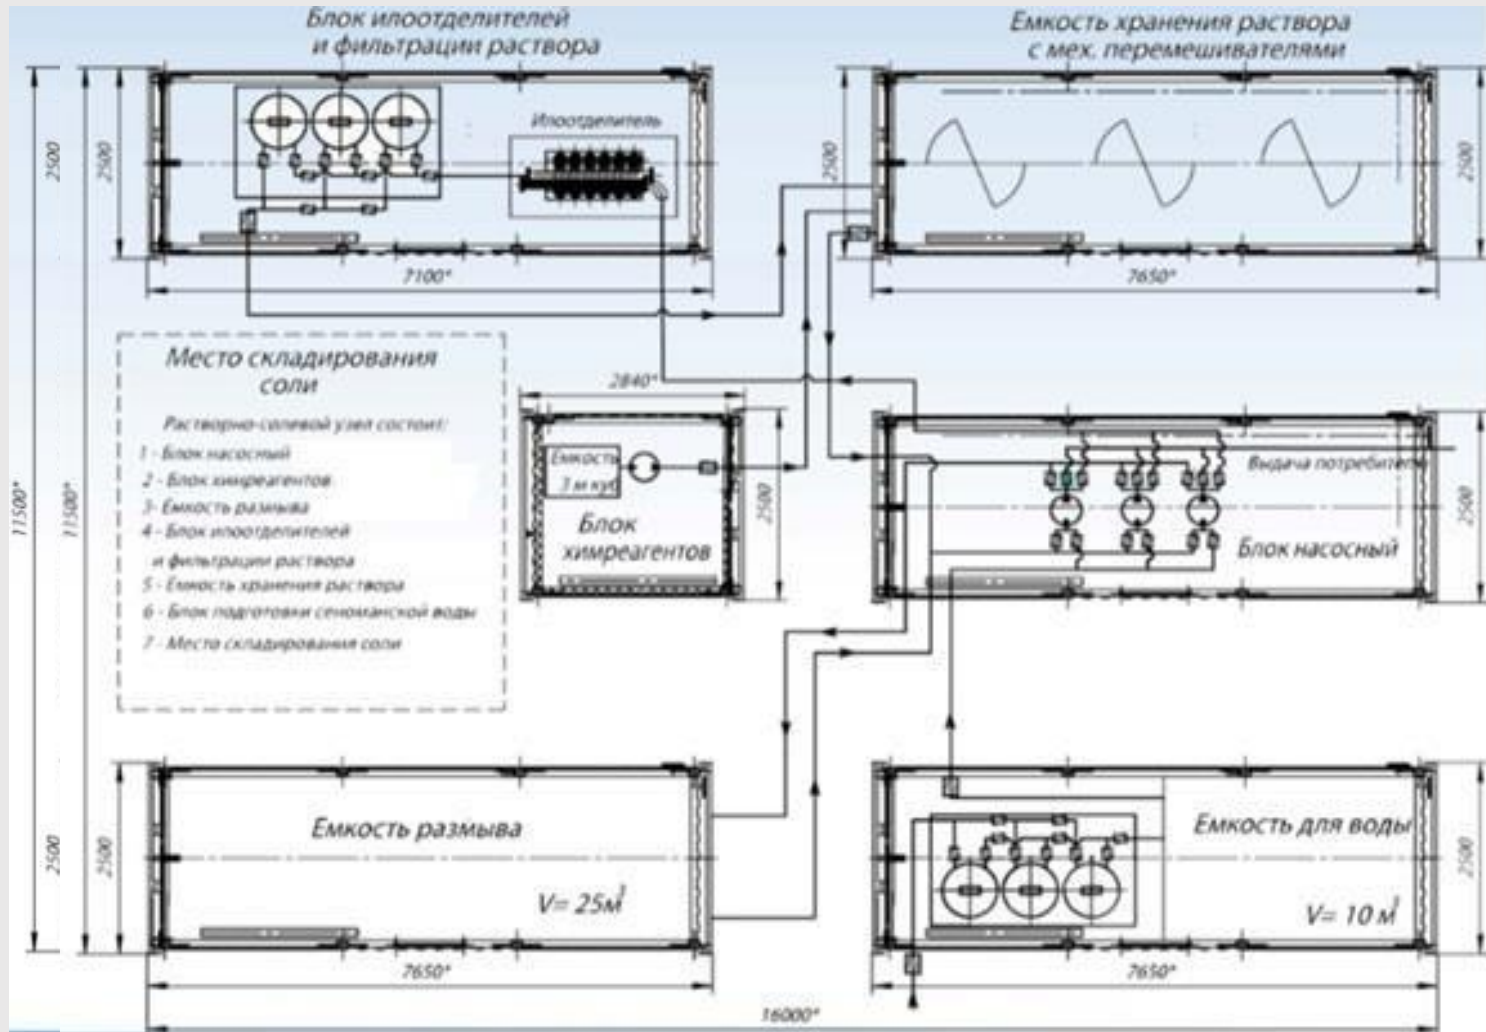 Блок илоотделителей
и фильтрации раствора
Емкость хранения раствора
с мех. перемешивателями
Илоотделитель
2500
2500
2500
2500
7100*
7650*
Место складирования
соли
Растворно-солевой узел состоит:
1 - Блок насосный
2 - Блок химреагентов
3- Емкость размыва
4 - Блок илоотделителей
и фильтрации раствора
5 - Емкость хранения раствора
6 - Блок подготовки сеноманской воды
7 - Место складирования соли
2840*
Емкость
3 м куб
Блок
химреагентов
2500
Выдача потребителю
Блок насосный
2500
11500*
11500*
Емкость размыва
V= 25м³
2500
2500
7650*
Емкость для воды
V= 10 м³
2500
7650*
16000*